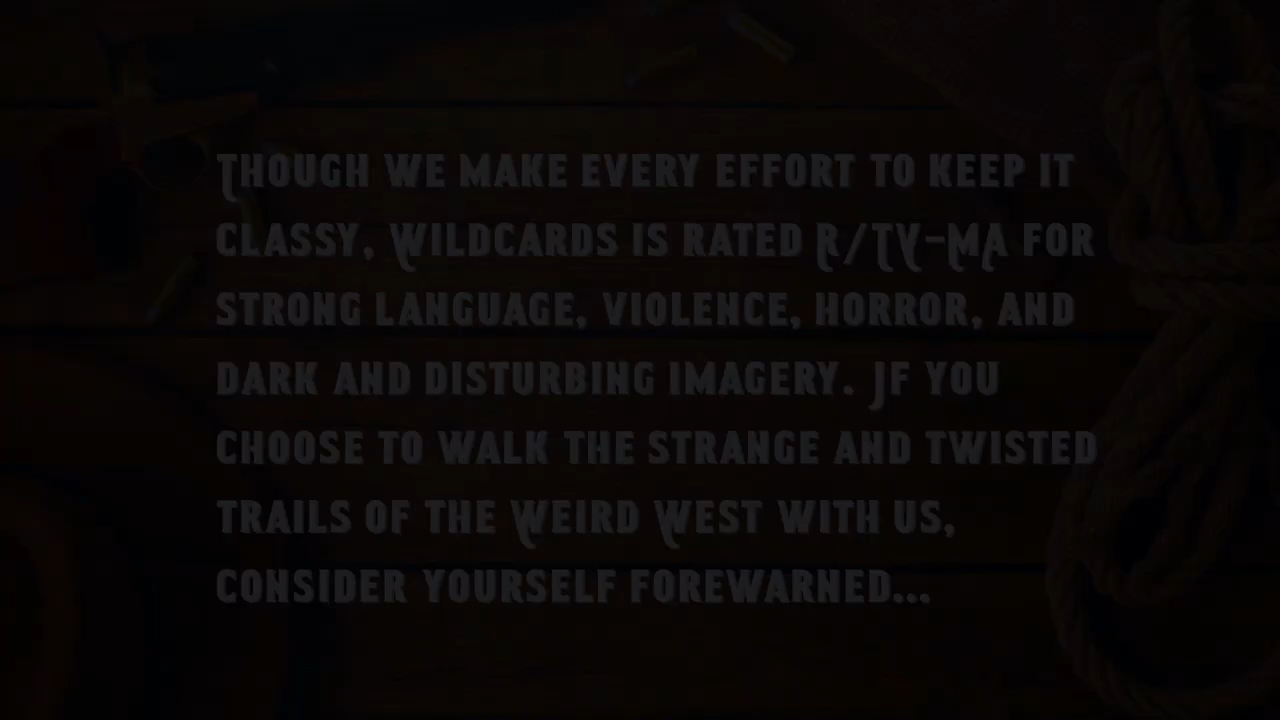 Though we make every effort to keep it
classy, Wildcards is rated R/TV-MA for
strong language, violence, horror, and
dark and disturbing imagery. If you
choose to walk the strange and twisted
trails of the Weird West with us,
consider yourself forewarned...